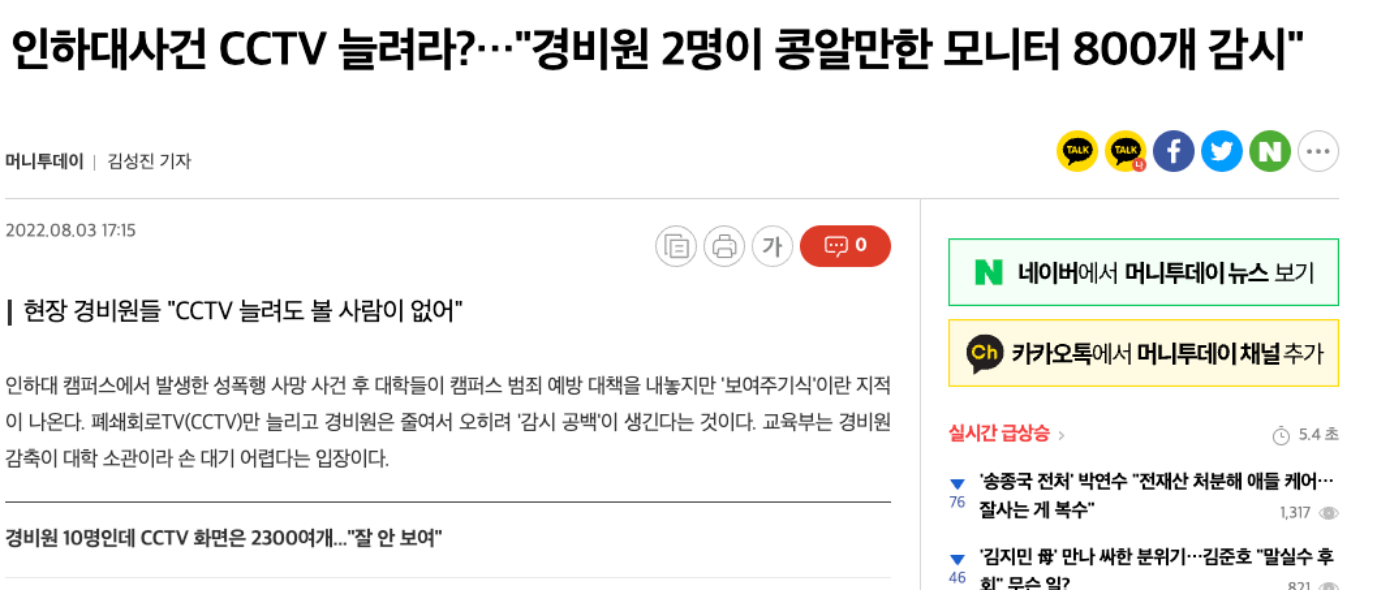 인하대사건 CCTV 늘려라?…"경비원 2명이 콩알만한 모니터 800개 감시"
머니투데이 | 김성진 기자
TALK TALK 나 f N
2022.08.03 17:15
가 0
현장 경비원들 "CCTV 늘려도 볼 사람이 없어"
인하대 캠퍼스에서 발생한 성폭행 사망 사건 후 대학들이 캠퍼스 범죄 예방 대책을 내놓지만 '보여주기식'이란 지적
이 나온다. 폐쇄회로TV(CCTV)만 늘리고 경비원은 줄여서 오히려 '감시 공백'이 생긴다는 것이다. 교육부는 경비원
감축이 대학 소관이라 손 대기 어렵다는 입장이다.
경비원 10명인데 CCTV 화면은 2300여개..."잘 안 보여"
N 네이버에서 머니투데이 뉴스 보기
Ch 카카오톡에서 머니투데이 채널 추가
실시간 급상승 >
5.4 초
'송종국 전처' 박연수 "전재산 처분해 애들 케어…
76 잘사는 게 복수"
1,317
'김지민 母' 만나 싸한 분위기…김준호 "말실수 후
46 회" 무슨 일?
821